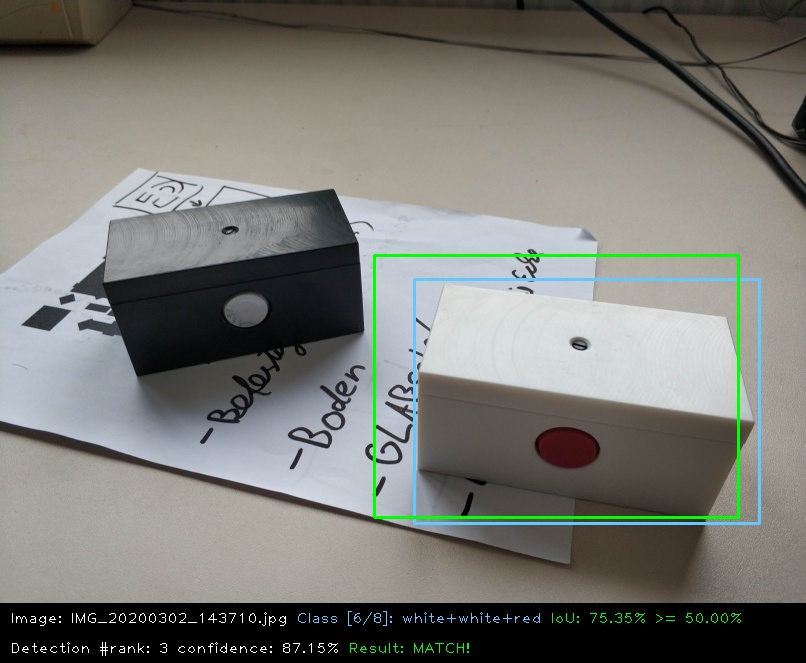 - Boden
Image: IMG_20200302_143710.jpg Class [6/8]: white+white+red IoU: 75.35% >= 50.00%
Detection #rank: 3 confidence: 87.15% Result: MATCH!